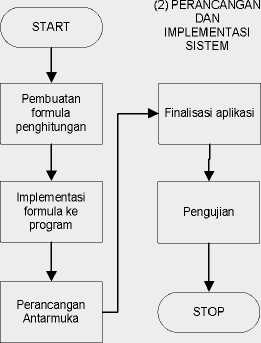 START
Pembuatan
formula
penghitungan
Implementasi
formula ke
program
Perancangan
Antarmuka
(2) PERANCANGAN
DAN
IMPLEMENTASI
SISTEM
Finalisasi aplikasi
Pengujian
STOP